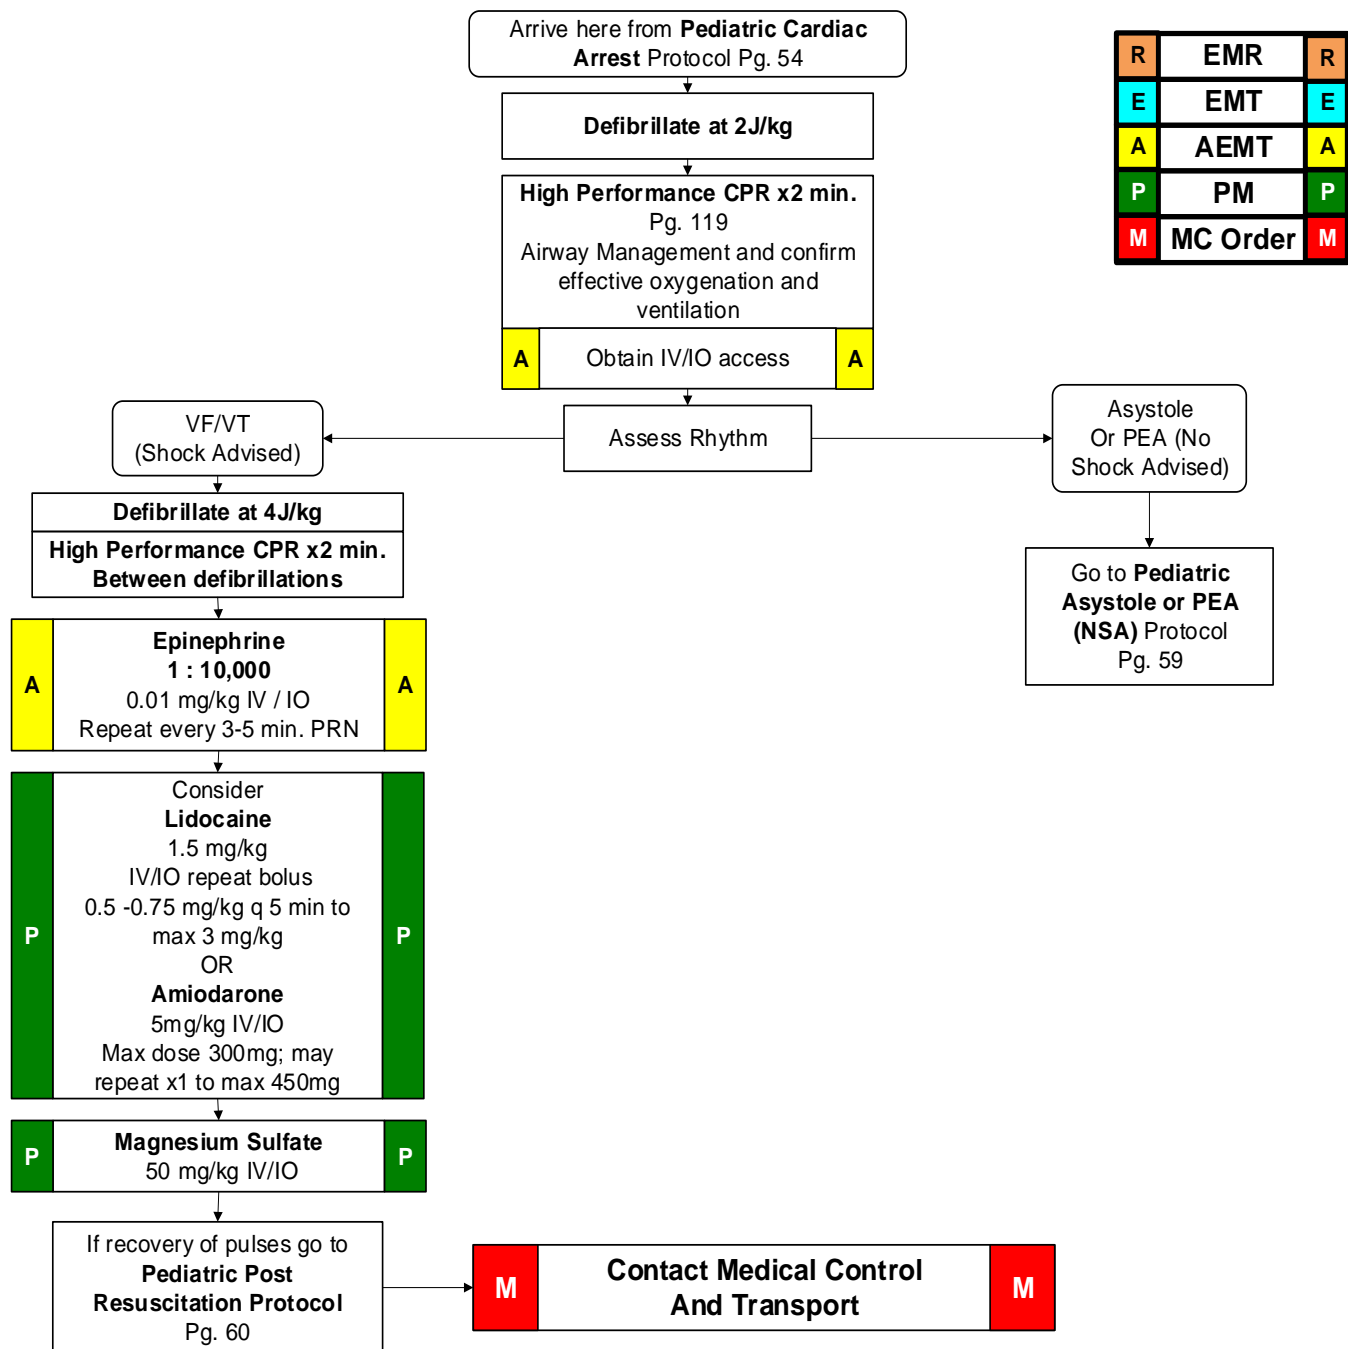 Arrive here from Pediatric Cardiac
Arrest Protocol Pg. 54
R EMR R
E EMT E
A AEMT A
P PM P
M MC Order M
Defibrillate at 2J/kg
High Performance CPR x2 min.
Pg. 119
Airway Management and confirm
effective oxygenation and
ventilation
A Obtain IV/IO access A
Assess Rhythm
VF/VT
(Shock Advised)
Asystole
Or PEA (No
Shock Advised)
Defibrillate at 4J/kg
High Performance CPR x2 min.
Between defibrillations
Go to Pediatric
Asystole or PEA
(NSA) Protocol
Pg. 59
Epinephrine
1 : 10,000
A A
0.01 mg/kg IV / IO
Repeat every 3-5 min. PRN
Consider
Lidocaine
1.5 mg/kg
IV/IO repeat bolus
0.5 -0.75 mg/kg q 5 min to
P max 3 mg/kg P
OR
Amiodarone
5mg/kg IV/IO
Max dose 300mg; may
repeat x1 to max 450mg
P Magnesium Sulfate P
50 mg/kg IV/IO
If recovery of pulses go to
Pediatric Post
Resuscitation Protocol
Pg. 60
M Contact Medical Control M
And Transport